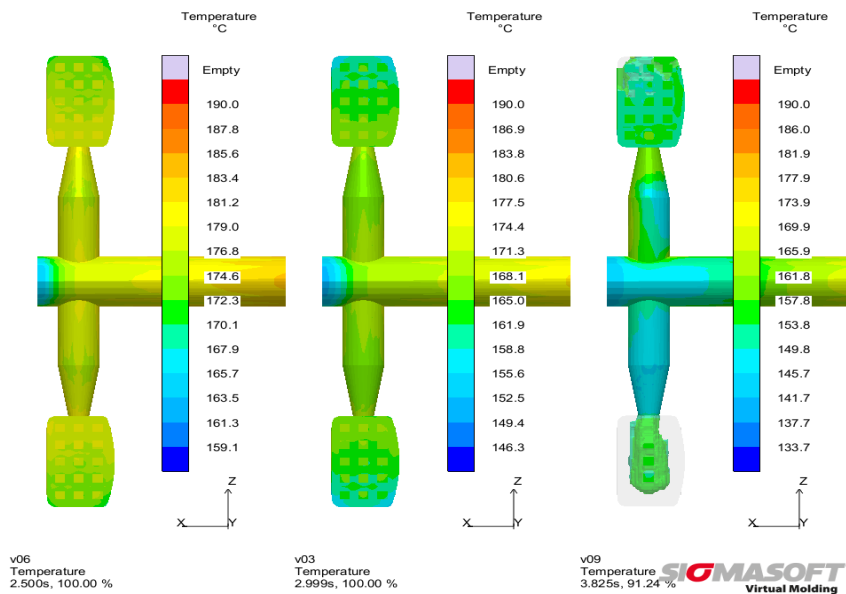 Temperature
°C
Empty
190.0
187.8
185.6
183.4
181.2
179.0
176.8
174.6
172.3
170.1
167.9
165.7
163.5
161.3
159.1
Z
X
Y
v06
Temperature
2.500s, 100.00 %
Temperature
°C
Empty
190.0
186.9
183.8
180.6
177.5
174.4
171.3
168.1
165.0
161.9
158.8
155.6
152.5
149.4
146.3
Z
X
Y
v03
Temperature
2.999s, 100.00 %
Temperature
°C
Empty
190.0
186.0
181.9
177.9
173.9
169.9
165.9
161.8
157.8
153.8
149.8
145.7
141.7
137.7
133.7
Z
X
Y
v09
Temperature
3.825s, 91.24 %
SIGMASOFT
Virtual Molding